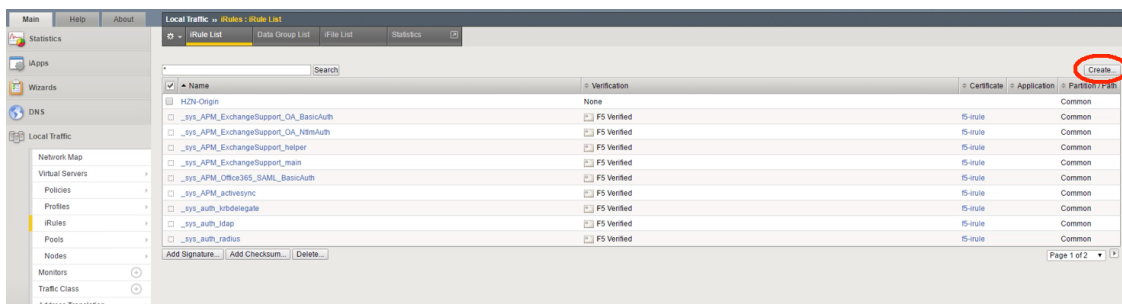 Main Help About
Local Traffic » iRules : iRule List
Statistics
iRule List Data Group List iFile List Statistics
iApps
* Search Create...
Wizards
Name Verification Certificate Application Partition / Path
HZN-Origin None Common
DNS
_sys_APM_ExchangeSupport_OA_BasicAuth F5 Verified f5-irule Common
_sys_APM_ExchangeSupport_OA_NtlmAuth F5 Verified f5-irule Common
Local Traffic
_sys_APM_ExchangeSupport_helper F5 Verified f5-irule Common
Network Map
_sys_APM_ExchangeSupport_main F5 Verified f5-irule Common
Virtual Servers
_sys_APM_Office365_SAML_BasicAuth F5 Verified f5-irule Common
Policies
_sys_APM_activesync F5 Verified f5-irule Common
Profiles
_sys_auth_krbdelegate F5 Verified f5-irule Common
iRules
_sys_auth_ldap F5 Verified f5-irule Common
Pools
_sys_auth_radius F5 Verified f5-irule Common
Nodes
Add Signature... Add Checksum... Delete... Page 1 of 2
Monitors
Traffic Class